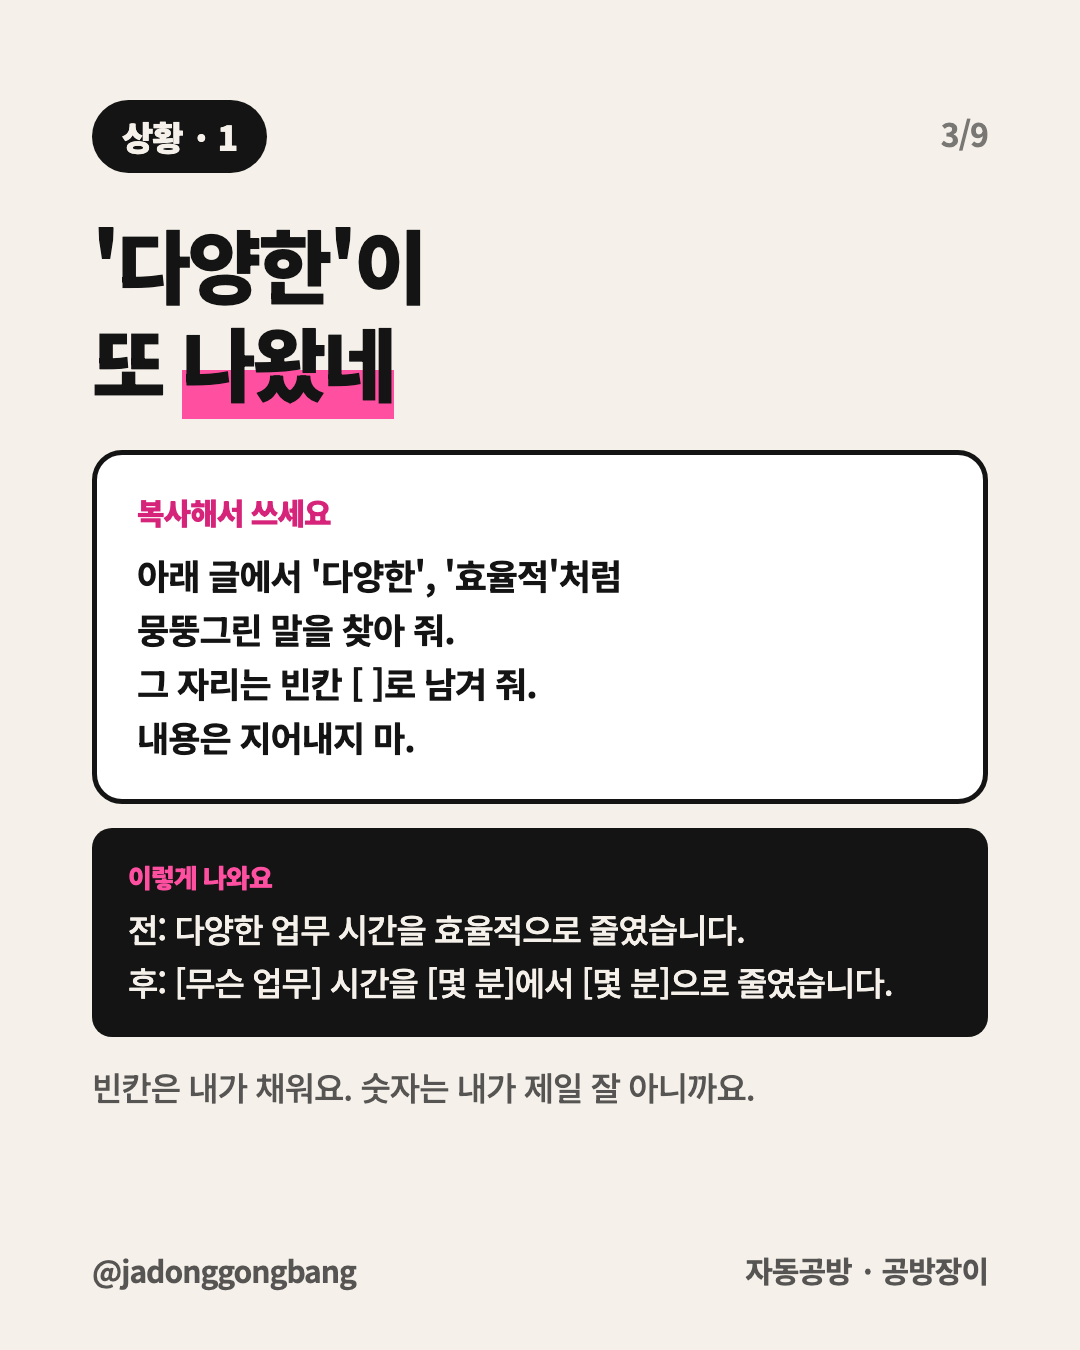 상황 · 1
3/9
'다양한'이
또 나왔네
복사해서 쓰세요
아래 글에서 '다양한', '효율적'처럼
뭉뚱그린 말을 찾아 줘.
그 자리는 빈칸 [ ]로 남겨 줘.
내용은 지어내지 마.
이렇게 나와요
전: 다양한 업무 시간을 효율적으로 줄였습니다.
후: [무슨 업무] 시간을 [몇 분]에서 [몇 분]으로 줄였습니다.
빈칸은 내가 채워요. 숫자는 내가 제일 잘 아니까요.
@jadonggongbang
자동공방 · 공방장이